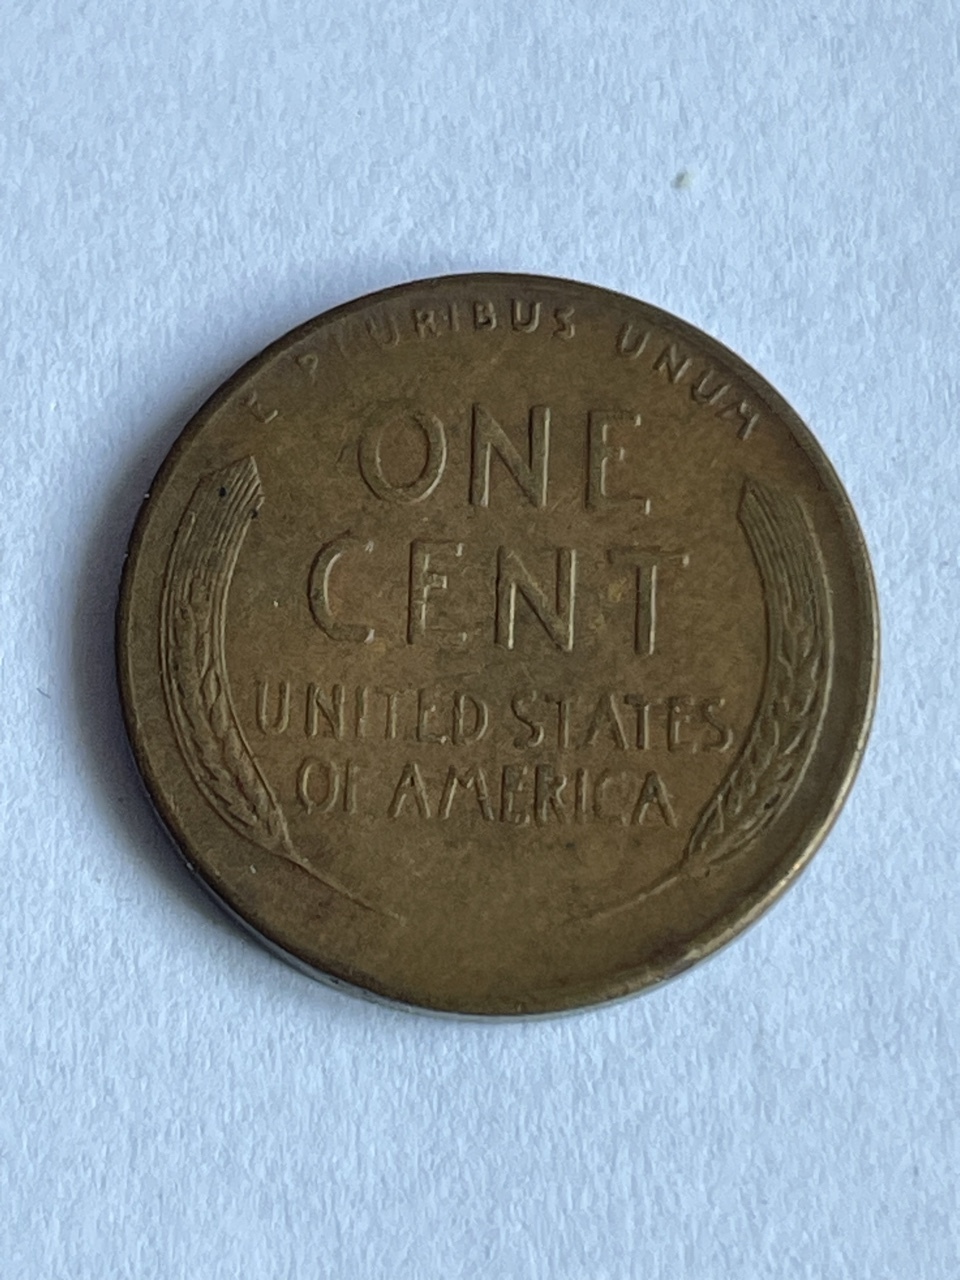 E PLURIBUS UNUM
ONE
CENT
UNITED STATES
OF AMERICA